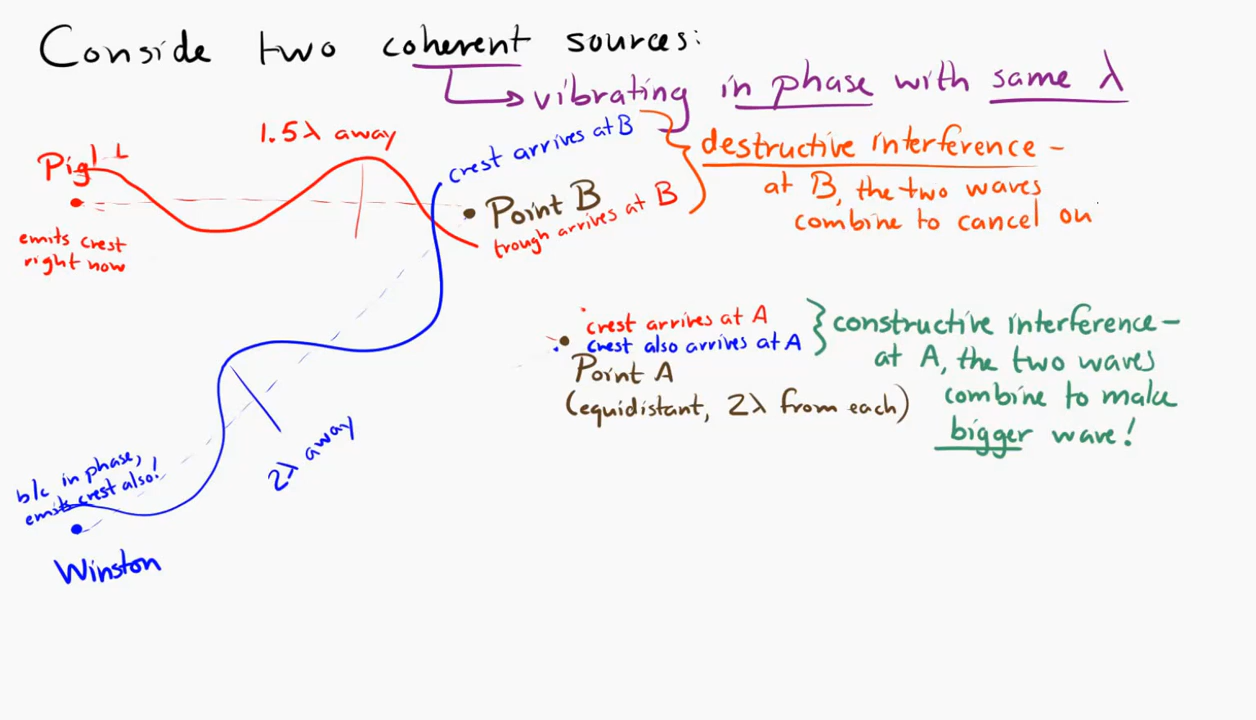 Conside two coherent sources:
vibrating in phase with same λ
1.5λ away
crest arrives at B
destructive interference -
at B, the two waves
combine to cancel ou
Point B
trough arrives at B
emits crest
right now
crest arrives at A
crest also arrives at A
constructive interference -
at A, the two waves
combine to make
bigger wave!
Point A
(equidistant, 2λ from each)
2λ away
b/c in phase,
emits crest also!
Winston